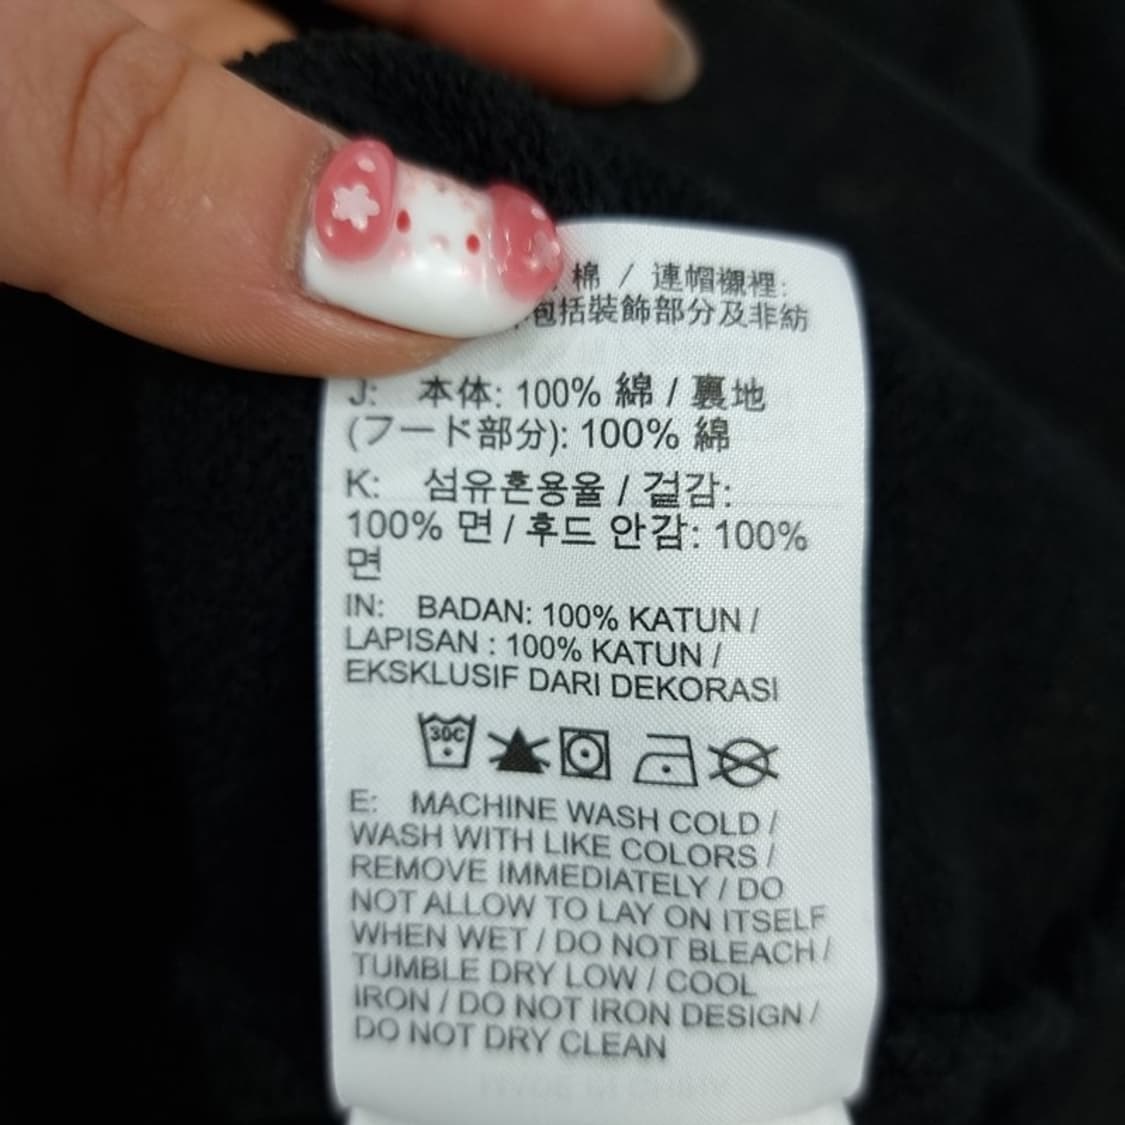 棉 / 連帽襯裡:
包括裝飾部分及非紡
J: 本体: 100% 綿 / 裏地
(フード部分): 100% 綿
K: 섬유혼용율 / 겉감:
100% 면 / 후드 안감: 100%
면
IN: BADAN: 100% KATUN /
LAPISAN : 100% KATUN /
EKSKLUSIF DARI DEKORASI
30C
E: MACHINE WASH COLD /
WASH WITH LIKE COLORS /
REMOVE IMMEDIATELY / DO
NOT ALLOW TO LAY ON ITSELF
WHEN WET / DO NOT BLEACH /
TUMBLE DRY LOW / COOL
IRON / DO NOT IRON DESIGN /
DO NOT DRY CLEAN